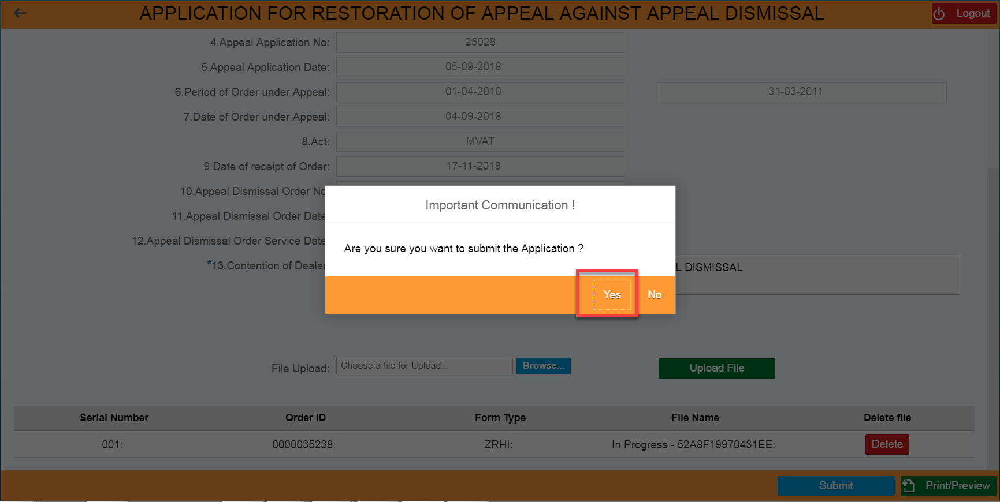 APPLICATION FOR RESTORATION OF APPEAL AGAINST APPEAL DISMISSAL
Logout
4.Appeal Application No: 25028
5.Appeal Application Date: 05-09-2018
6.Period of Order under Appeal: 01-04-2010 31-03-2011
7.Date of Order under Appeal: 04-09-2018
8.Act: MVAT
9.Date of receipt of Order: 17-11-2018
10.Appeal Dismissal Order No
11.Appeal Dismissal Order Date
12.Appeal Dismissal Order Service Date
*13.Contention of Dealer
L DISMISSAL
Important Communication !
Are you sure you want to submit the Application ?
Yes No
File Upload: Choose a file for Upload... Browse... Upload File
Serial Number Order ID Form Type File Name Delete file
001: 0000035238: ZRHI: In Progress - 52A8F19970431EE: Delete
Submit Print/Preview